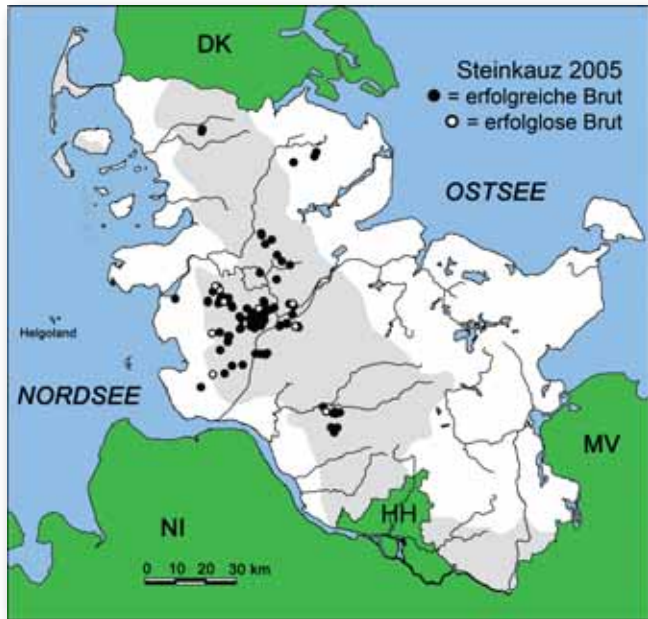 DK
Steinkauz 2005
● = erfolgreiche Brut
○ = erfolglose Brut
OSTSEE
Helgoland
NORDSEE
MV
HH
NI
0 10 20 30 km